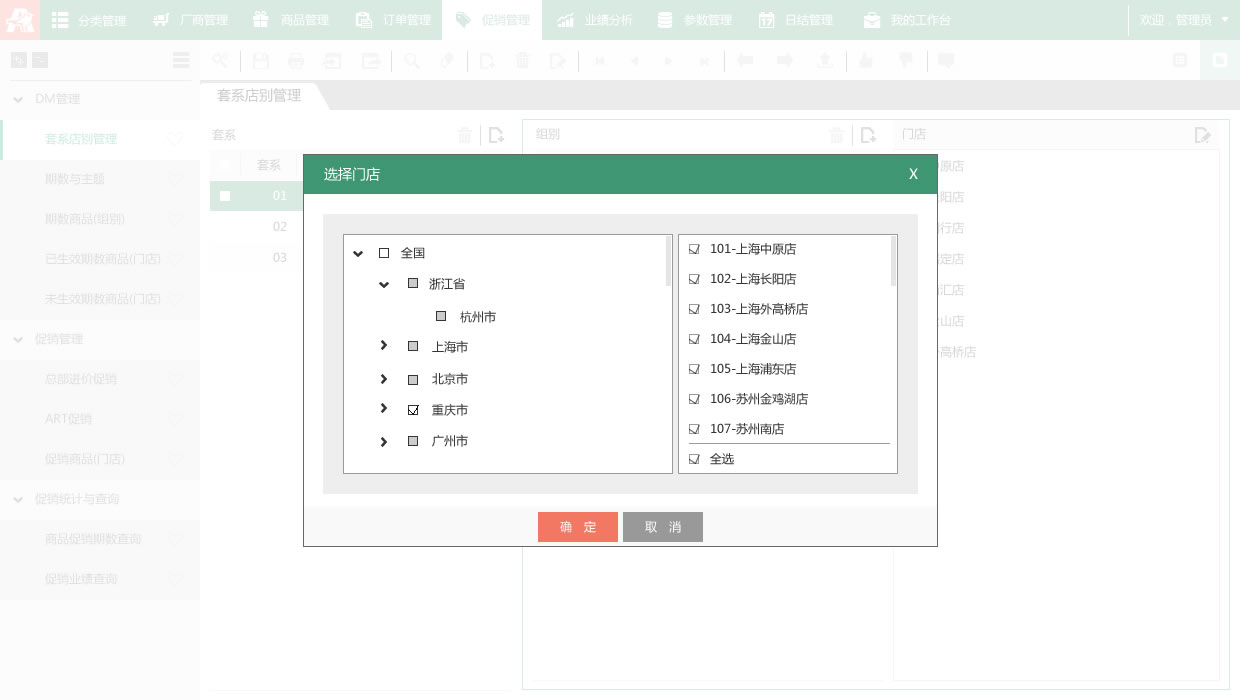 分类管理 厂商管理 商品管理 订单管理 促销管理 业绩分析 参数管理 日结管理 我的工作台 欢迎，管理员
套系店别管理
DM管理
套系店别管理
期数与主题
期数商品(组别)
已生效期数商品(门店)
未生效期数商品(门店)
促销管理
总部进价促销
ART促销
促销商品(门店)
促销统计与查询
商品促销期数查询
促销业绩查询
套系
套系
01
02
03
组别
门店
原店
阳店
行店
定店
汇店
山店
高桥店
选择门店 X
全国
浙江省
杭州市
上海市
北京市
重庆市
广州市
101-上海中原店
102-上海长阳店
103-上海外高桥店
104-上海金山店
105-上海浦东店
106-苏州金鸡湖店
107-苏州南店
全选
确 定 取 消